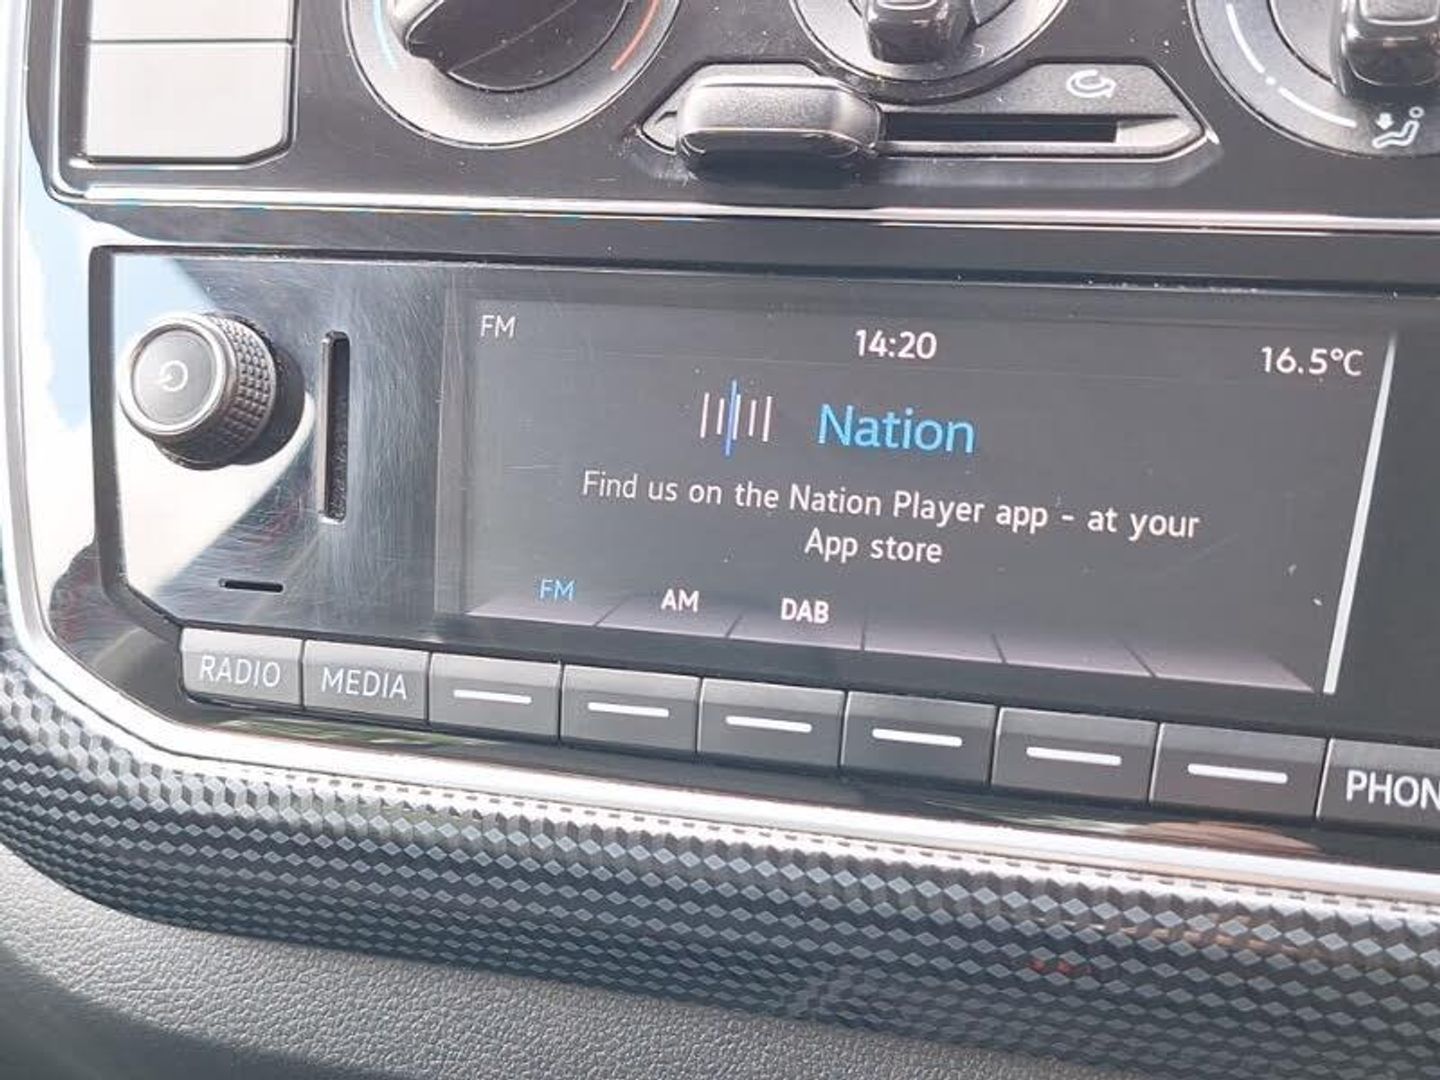 FM 14:20 16.5°C
Nation
Find us on the Nation Player app - at your
App store
FM AM DAB
RADIO MEDIA PHON